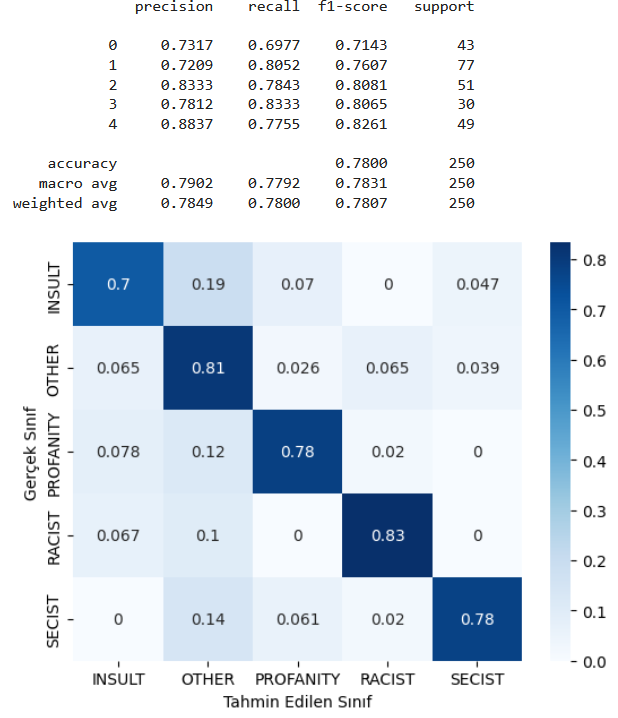 precision recall f1-score support
0 0.7317 0.6977 0.7143 43
1 0.7209 0.8052 0.7607 77
2 0.8333 0.7843 0.8081 51
3 0.7812 0.8333 0.8065 30
4 0.8837 0.7755 0.8261 49
accuracy 0.7800 250
macro avg 0.7902 0.7792 0.7831 250
weighted avg 0.7849 0.7800 0.7807 250
Gerçek Sınıf
INSULT 0.7 0.19 0.07 0 0.047
OTHER 0.065 0.81 0.026 0.065 0.039
PROFANITY 0.078 0.12 0.78 0.02 0
RACIST 0.067 0.1 0 0.83 0
SECIST 0 0.14 0.061 0.02 0.78
INSULT OTHER PROFANITY RACIST SECIST
Tahmin Edilen Sınıf
0.8
0.7
0.6
0.5
0.4
0.3
0.2
0.1
0.0